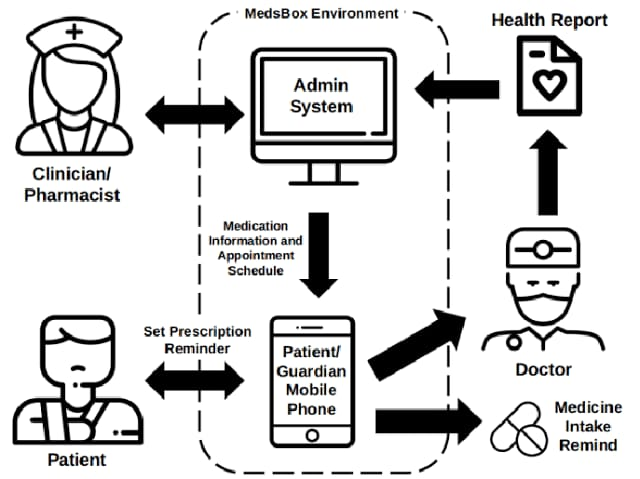 MedsBox Environment
Health Report
Admin
System
Clinician/
Pharmacist
Medication
Information and
Appointment
Schedule
Set Prescription
Reminder
Patient/
Guardian
Mobile
Phone
Doctor
Medicine
Intake
Remind
Patient